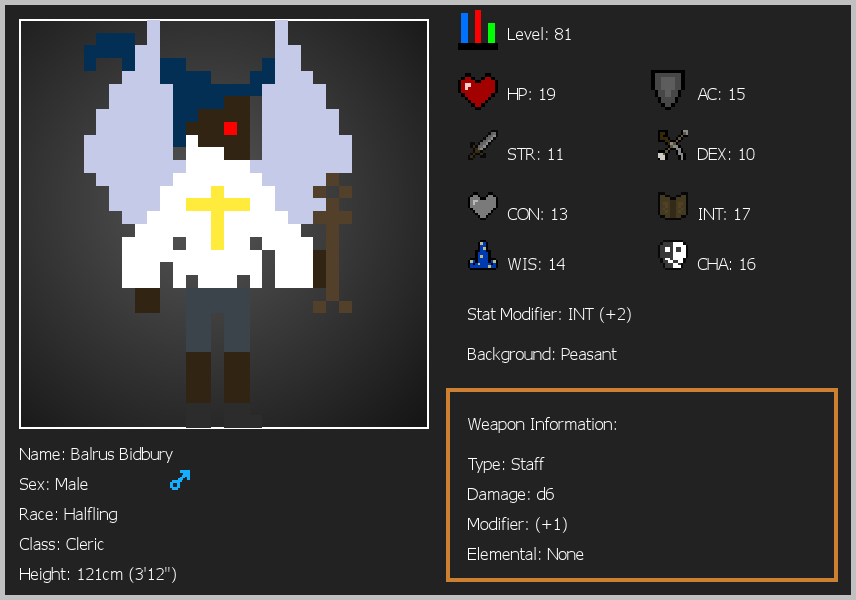 Level: 81
HP: 19
AC: 15
STR: 11
DEX: 10
CON: 13
INT: 17
WIS: 14
CHA: 16
Stat Modifier: INT (+2)
Background: Peasant
Weapon Information:
Type: Staff
Damage: d6
Modifier: (+1)
Elemental: None
Name: Balrus Bidbury
Sex: Male
Race: Halfling
Class: Cleric
Height: 121cm (3'12")